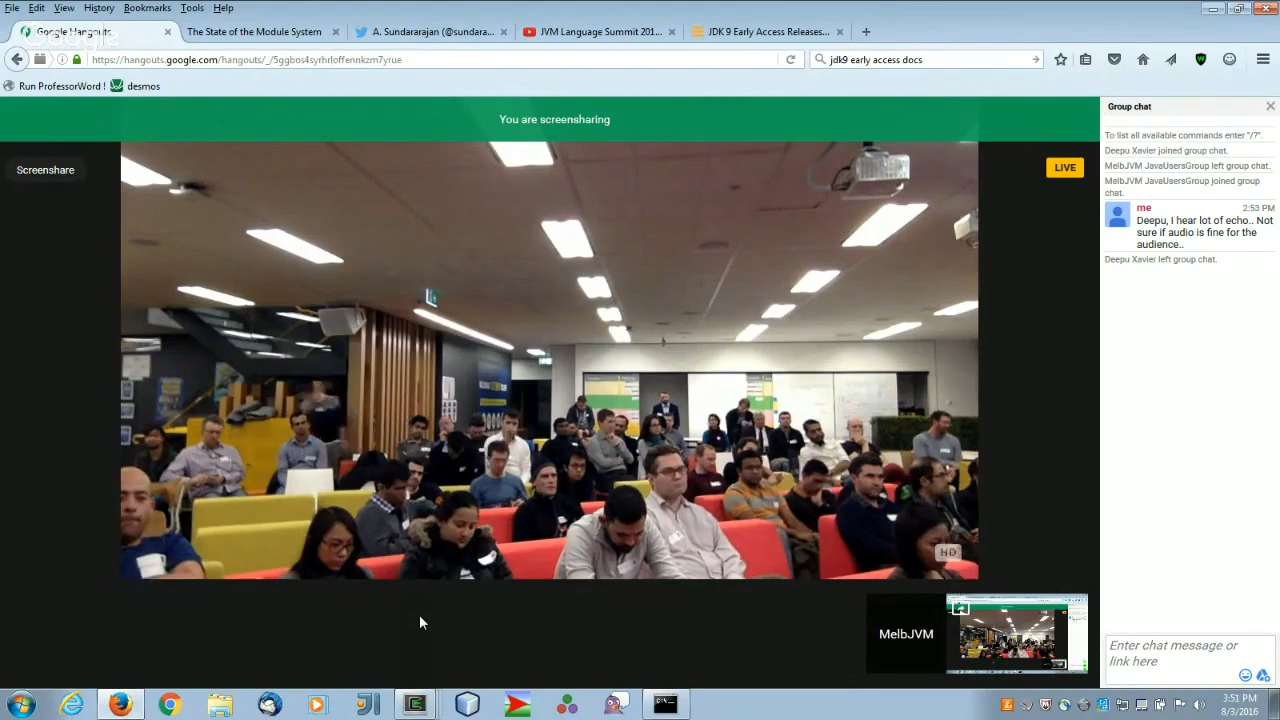 File Edit View History Bookmarks Tools Help
Google Hangouts
The State of the Module System
A. Sundararajan (@sundara...
JVM Language Summit 201...
JDK 9 Early Access Releases...
https://hangouts.google.com/hangouts/_/5ggbos4syrhrloffennkzm7yrue
jdk9 early access docs
Run ProfessorWord !
desmos
You are screensharing
Screenshare
LIVE
HD
MelbJVM
Group chat
To list all available commands enter "/?".
Deepu Xavier joined group chat.
MelbJVM JavaUsersGroup left group chat.
MelbJVM JavaUsersGroup joined group
chat.
me
2:53 PM
Deepu, I hear lot of echo.. Not
sure if audio is fine for the
audience..
Deepu Xavier left group chat.
Enter chat message or
link here
3:51 PM
8/3/2016